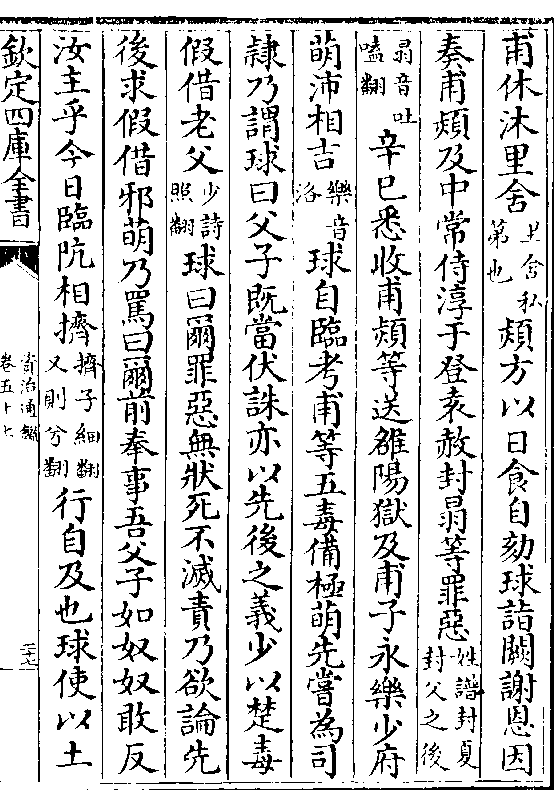 甫休沐里舍里舍私第也熲方以日食自劾球詣闕謝恩因
奏甫熲及中常侍淳于登袁赦封㬱等罪惡姓譜封夏封父之後
㬱音吐嗑翻辛巳悉收甫熲等送雒陽獄及甫子永樂少府
萌沛相吉樂音洛球自臨考甫等五毒備極萌先嘗為司
隸乃謂球曰父子既當伏誅亦以先後之義少以楚毒
假借老父少詩照翻球曰爾罪惡無狀死不滅責乃欲論先
後求假借邪萌乃罵曰爾前奉事吾父子如奴奴敢反
汝主乎今日臨阬相擠擠子細翻又則兮翻行自及也球使以土
欽定四庫全書
資治通鑑
卷五十七
二十七